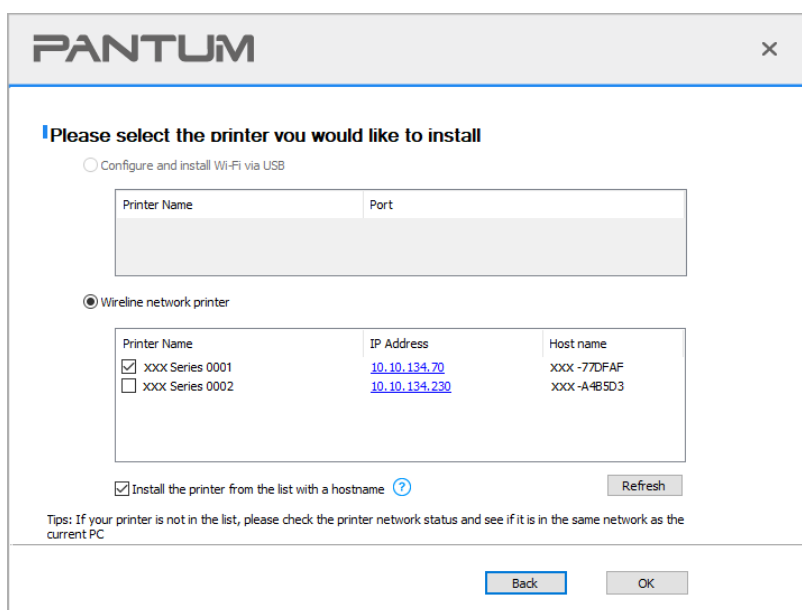 PANTUM
Please select the printer you would like to install
Configure and install Wi-Fi via USB
Printer Name Port
Wireline network printer
Printer Name IP Address Host name
XXX Series 0001 10.10.134.70 XXX -77DFAF
XXX Series 0002 10.10.134.230 XXX -A4B5D3
Install the printer from the list with a hostname ?
Refresh
Tips: If your printer is not in the list, please check the printer network status and see if it is in the same network as the
current PC
Back OK